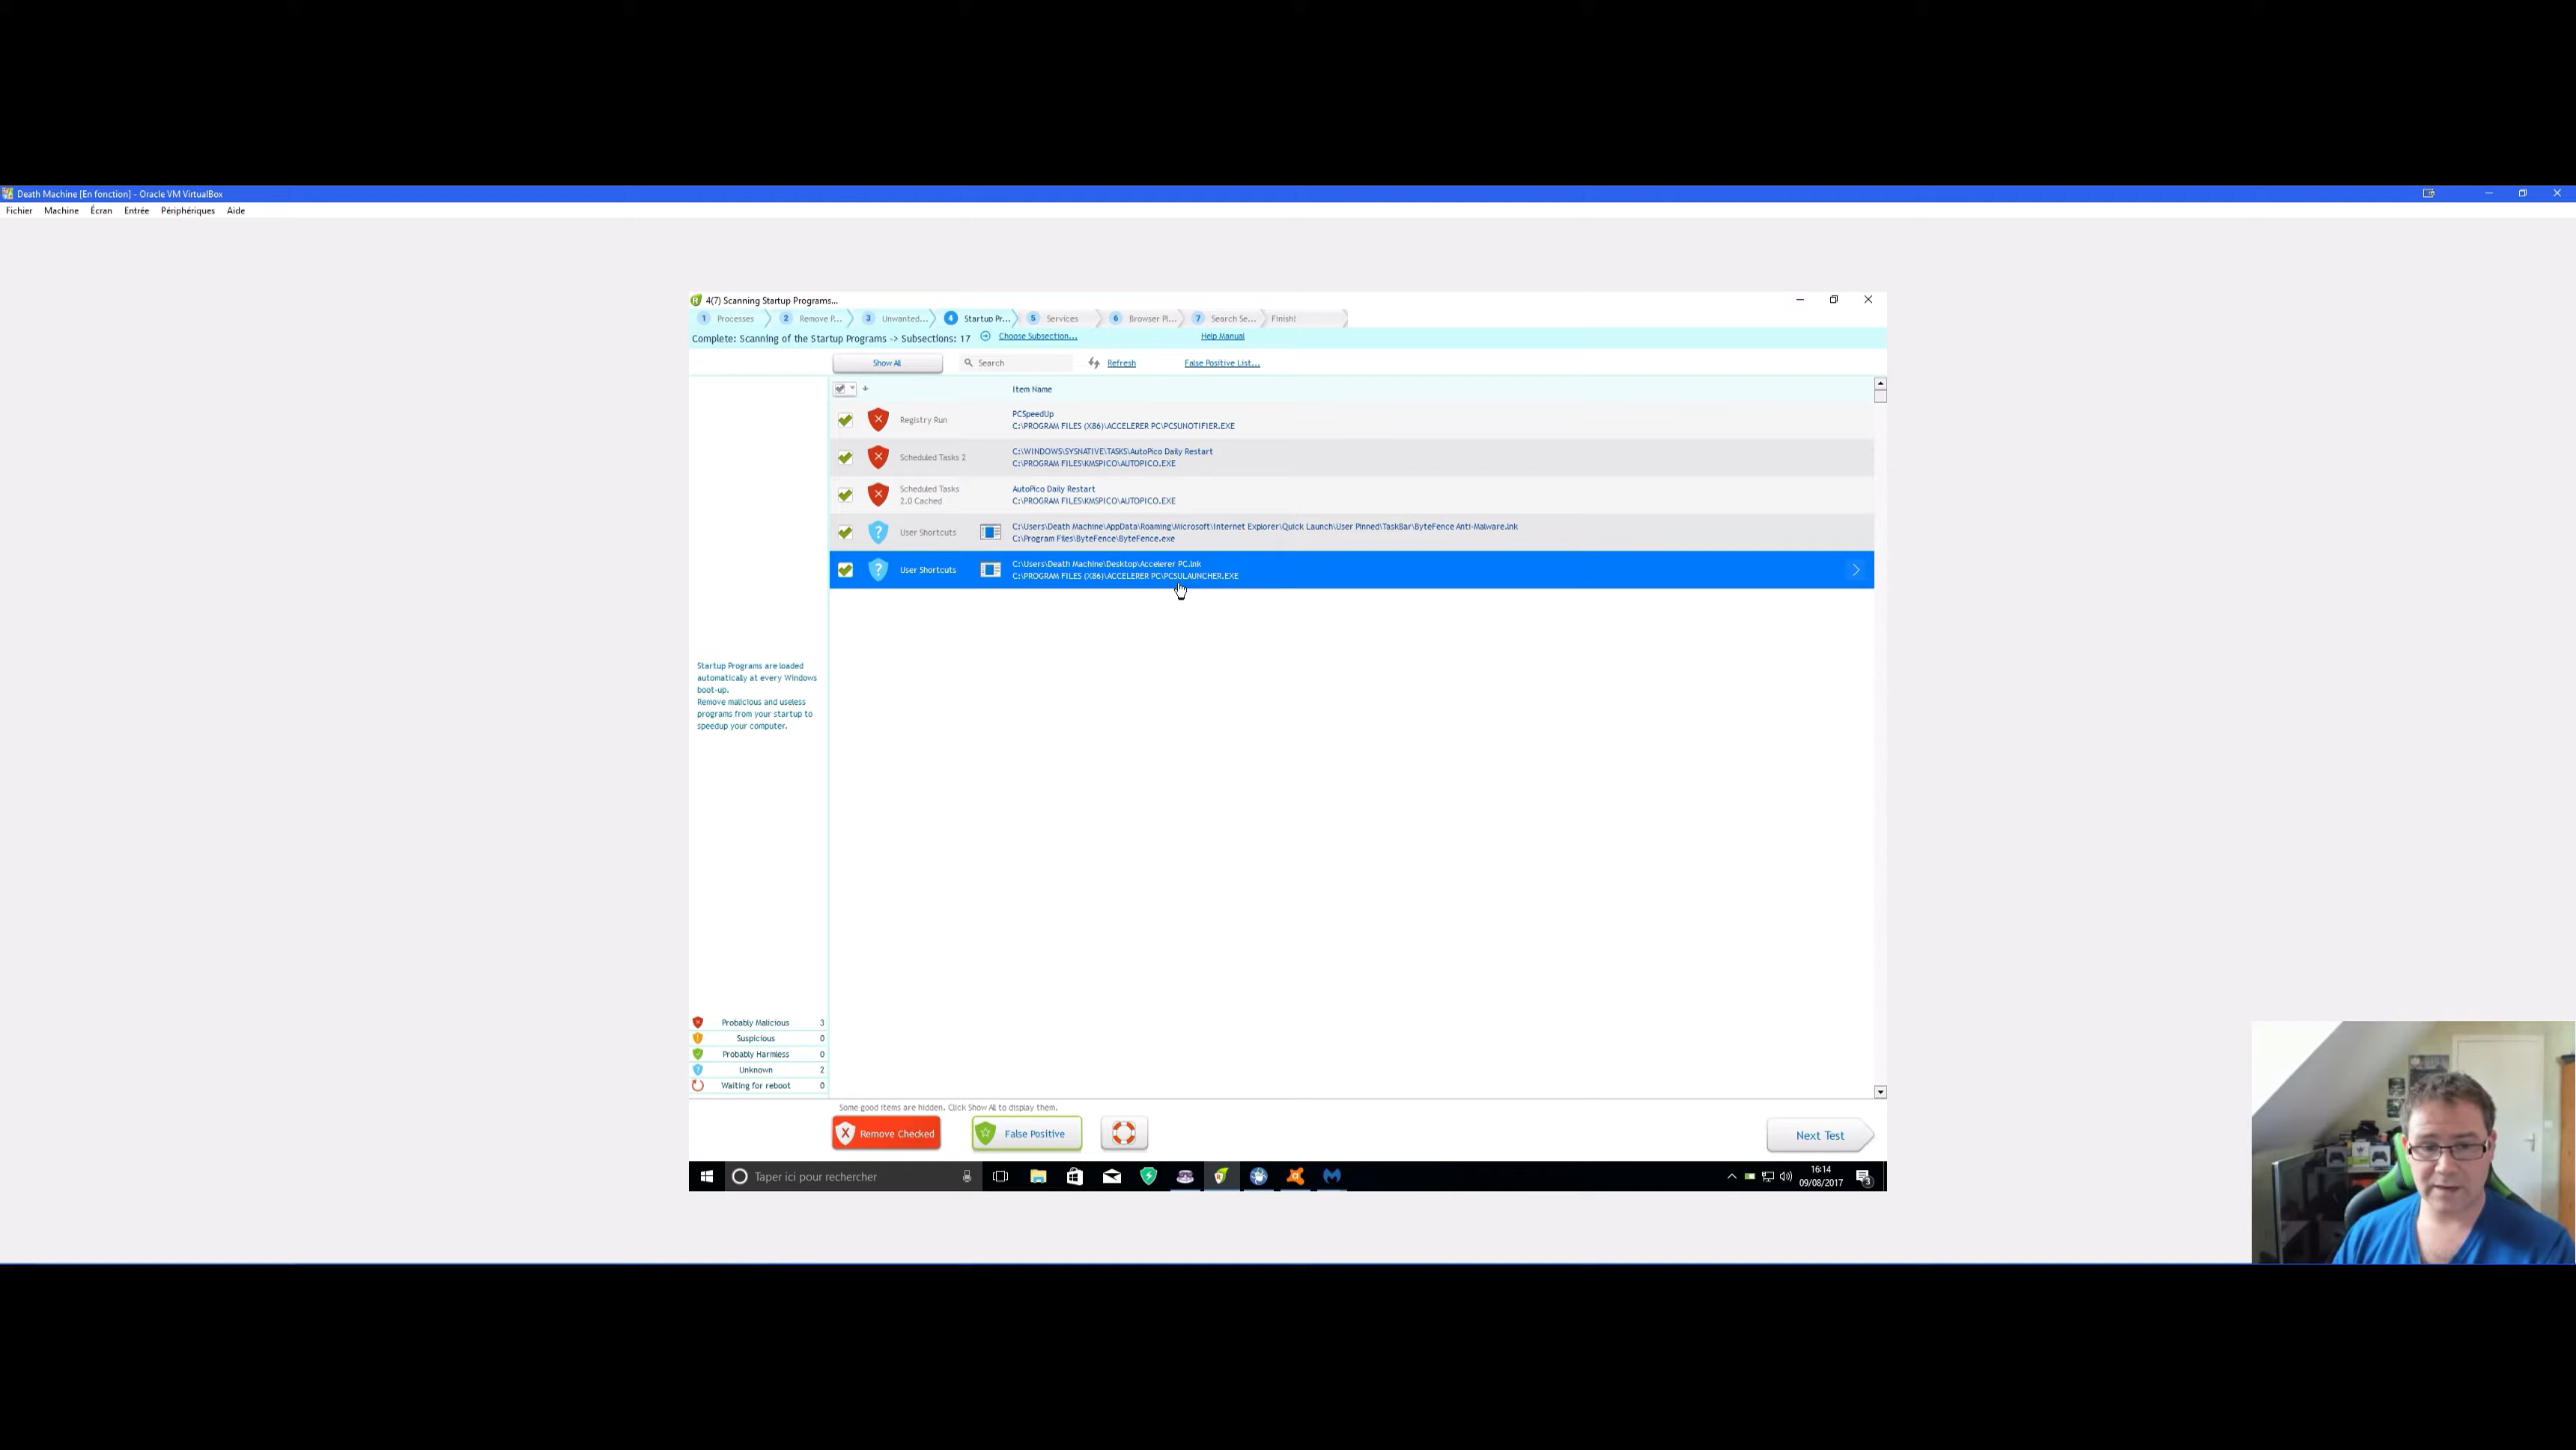 Death Machine [En fonction] - Oracle VM VirtualBox
Fichier Machine Écran Entrée Périphériques Aide
4(7) Scanning Startup Programs...
1 Processes 2 Remove P... 3 Unwanted... 4 Startup Pr... 5 Services 6 Browser Pl... 7 Search Se... Finish!
Complete: Scanning of the Startup Programs -> Subsections: 17 Choose Subsection... Help Manual
Show All Search Refresh False Positive List...
Item Name
PCSpeedUp
Registry Run
C:\PROGRAM FILES (X86)\ACCELERER PC\PCSUNOTIFIER.EXE
C:\WINDOWS\SYSNATIVE\TASKS\AutoPico Daily Restart
Scheduled Tasks 2
C:\PROGRAM FILES\KMSPICO\AUTOPICO.EXE
Scheduled Tasks AutoPico Daily Restart
2.0 Cached C:\PROGRAM FILES\KMSPICO\AUTOPICO.EXE
C:\Users\Death Machine\AppData\Roaming\Microsoft\Internet Explorer\Quick Launch\User Pinned\TaskBar\ByteFence Anti-Malware.lnk
User Shortcuts
C:\Program Files\ByteFence\ByteFence.exe
C:\Users\Death Machine\Desktop\Accelerer PC.lnk
User Shortcuts
C:\PROGRAM FILES (X86)\ACCELERER PC\PCSULAUNCHER.EXE
Startup Programs are loaded
automatically at every Windows
boot-up.
Remove malicious and useless
programs from your startup to
speedup your computer.
Probably Malicious 3
Suspicious 0
Probably Harmless 0
Unknown 2
Waiting for reboot 0
Some good items are hidden. Click Show All to display them.
Remove Checked False Positive Next Test
Taper ici pour rechercher
16:14
09/08/2017
3